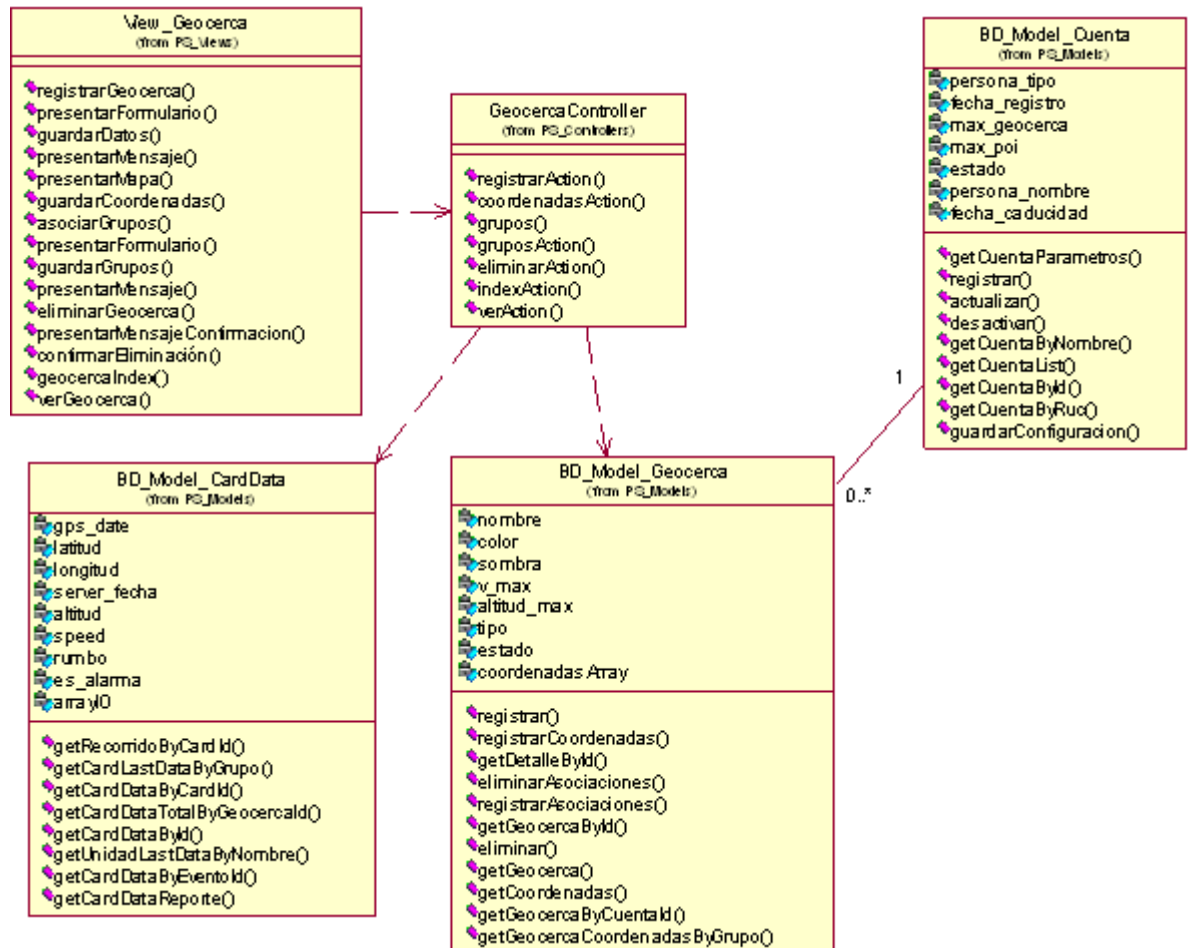 View_Geocerca
(from PS_Views)
registrarGeocerca()
presentarFormulario()
guardarDatos()
presentarMensaje()
presentarMapa()
guardarCoordenadas()
asociarGrupos()
presentarFormulario()
guardarGrupos()
presentarMensaje()
eliminarGeocerca()
presentarMensajeConfirmacion()
confirmarEliminación()
geocercaIndex()
verGeocerca()
GeocercaController
(from PS_Controllers)
registrarAction()
coordenadasAction()
grupos()
gruposAction()
eliminarAction()
indexAction()
verAction()
BD_Model_Cuenta
(from PS_Models)
persona_tipo
fecha_registro
max_geocerca
max_poi
estado
persona_nombre
fecha_caducidad
getCuentaParametros()
registrar()
actualizar()
desactivar()
getCuentaByNombre()
getCuentaList()
getCuentaById()
getCuentaByRuc()
guardarConfiguracion()
1
0..*
BD_Model_CardData
(from PS_Models)
gps_date
latitud
longitud
server_fecha
altitud
speed
rumbo
es_alarma
arrayIO
getRecorridoByCardId()
getCardLastDataByGrupo()
getCardDataByCardId()
getCardDataTotalByGeocercaId()
getCardDataById()
getUnidadLastDataByNombre()
getCardDataByEventoId()
getCardDataReporte()
BD_Model_Geocerca
(from PS_Models)
nombre
color
sombra
v_max
altitud_max
tipo
estado
coordenadasArray
registrar()
registrarCoordenadas()
getDetalleById()
eliminarAsociaciones()
registrarAsociaciones()
getGeocercaById()
eliminar()
getGeocerca()
getCoordenadas()
getGeocercaByCuentaId()
getGeocercaCoordenadasByGrupo()